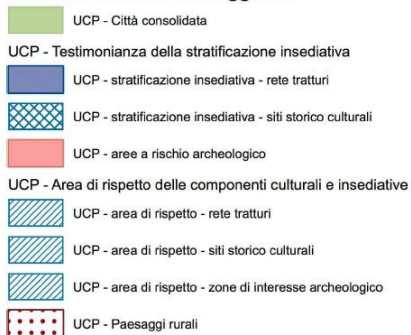 UCP - Città consolidata
UCP - Testimonianza della stratificazione insediativa
UCP - stratificazione insediativa - rete tratturi
UCP - stratificazione insediativa - siti storico culturali
UCP - aree a rischio archeologico
UCP - Area di rispetto delle componenti culturali e insediative
UCP - area di rispetto - rete tratturi
UCP - area di rispetto - siti storico culturali
UCP - area di rispetto - zone di interesse archeologico
UCP - Paesaggi rurali